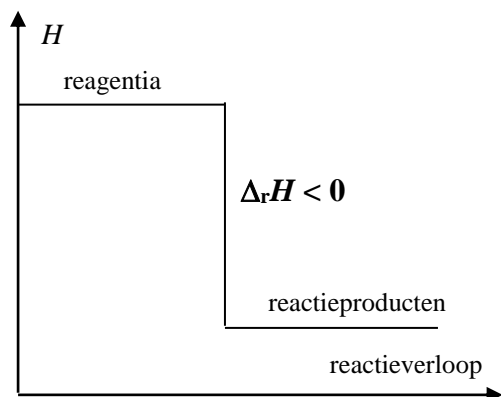 H
reagentia
ΔrH < 0
reactieproducten
reactieverloop